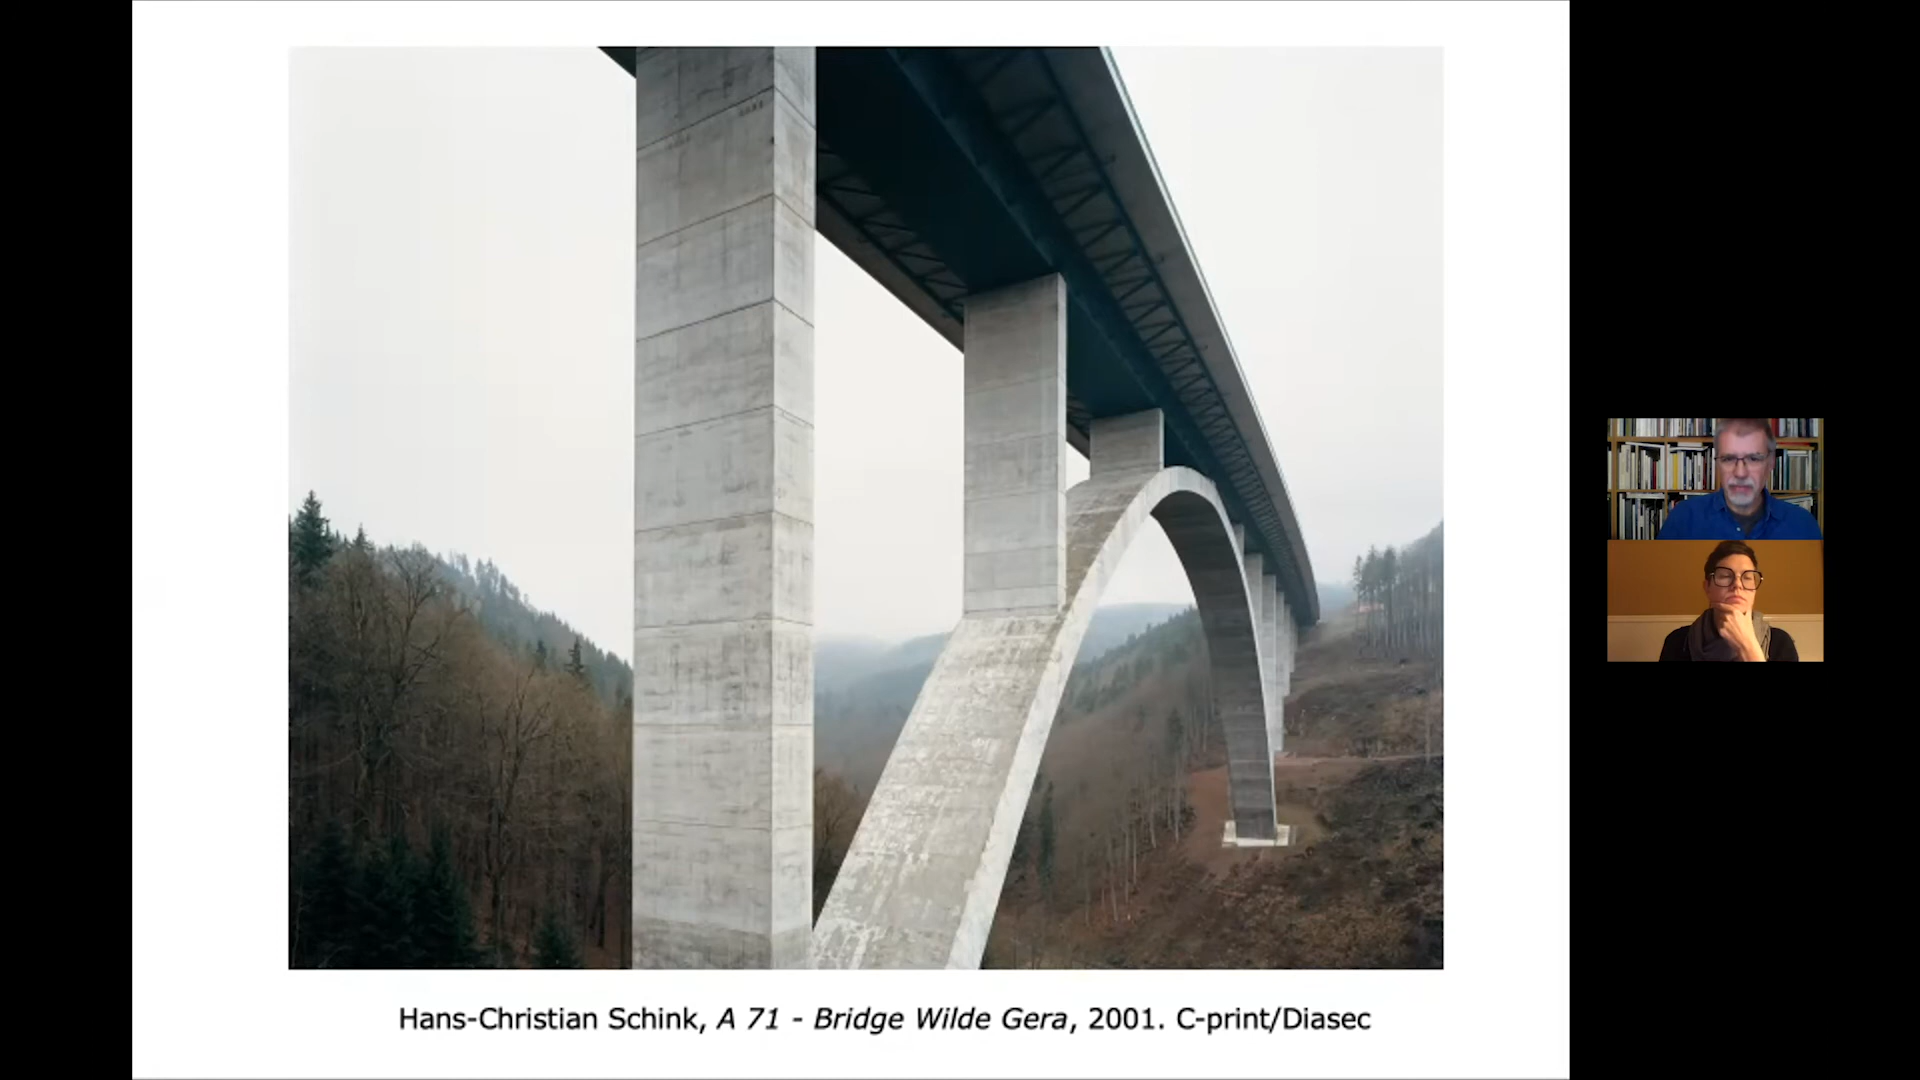 Hans-Christian Schink, A 71 - Bridge Wilde Gera, 2001. C-print/Diasec